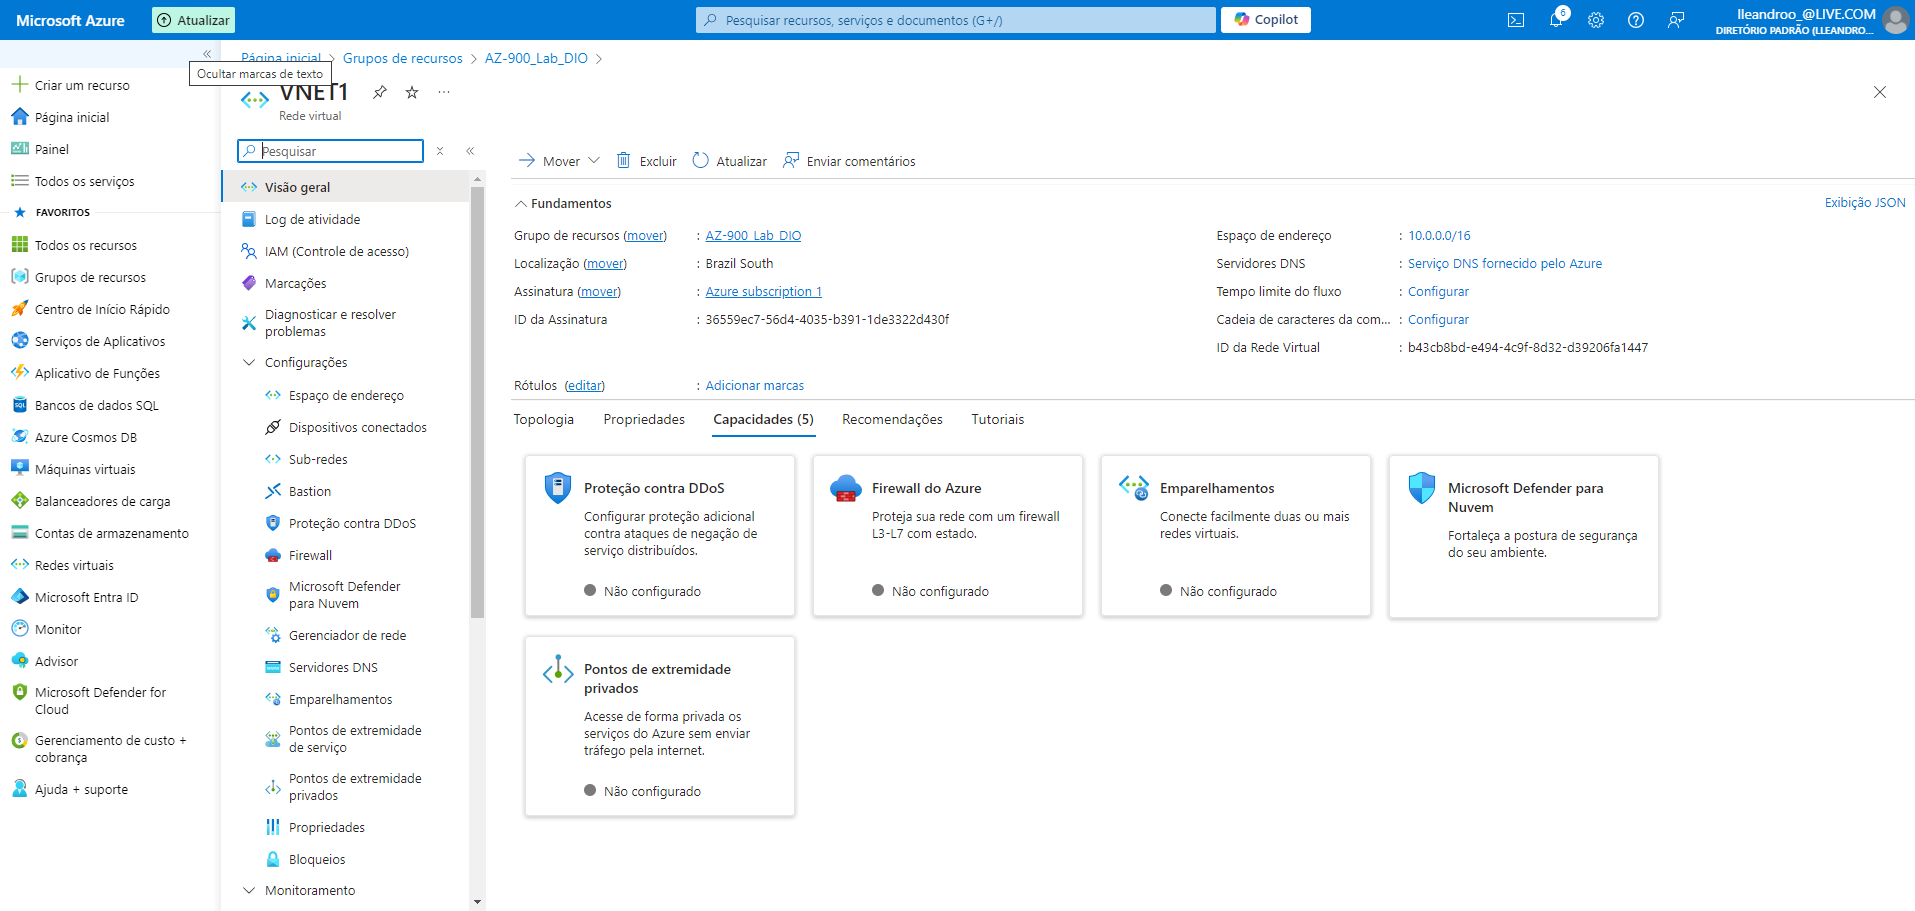 Microsoft Azure
Atualizar
Pesquisar recursos, serviços e documentos (G+/)
Copilot
6
lleandroo_@LIVE.COM
DIRETÓRIO PADRÃO (LLEANDRO...
«
Criar um recurso
Página inicial
Painel
Todos os serviços
FAVORITOS
Todos os recursos
Grupos de recursos
Centro de Início Rápido
Serviços de Aplicativos
Aplicativo de Funções
Bancos de dados SQL
Azure Cosmos DB
Máquinas virtuais
Balanceadores de carga
Contas de armazenamento
Redes virtuais
Microsoft Entra ID
Monitor
Advisor
Microsoft Defender for
Cloud
Gerenciamento de custo +
cobrança
Ajuda + suporte
Página inicial > Grupos de recursos > AZ-900_Lab_DIO >
Ocultar marcas de texto
VNET1
Rede virtual
Pesquisar
Visão geral
Log de atividade
IAM (Controle de acesso)
Marcações
Diagnosticar e resolver
problemas
Configurações
Espaço de endereço
Dispositivos conectados
Sub-redes
Bastion
Proteção contra DDoS
Firewall
Microsoft Defender
para Nuvem
Gerenciador de rede
Servidores DNS
Emparelhamentos
Pontos de extremidade
de serviço
Pontos de extremidade
privados
Propriedades
Bloqueios
Monitoramento
Mover
Excluir
Atualizar
Enviar comentários
Fundamentos
Exibição JSON
Grupo de recursos (mover) : AZ-900_Lab_DIO
Localização (mover) : Brazil South
Assinatura (mover) : Azure subscription 1
ID da Assinatura : 36559ec7-56d4-4035-b391-1de3322d430f
Espaço de endereço : 10.0.0.0/16
Servidores DNS : Serviço DNS fornecido pelo Azure
Tempo limite do fluxo : Configurar
Cadeia de caracteres da com... : Configurar
ID da Rede Virtual : b43cb8bd-e494-4c9f-8d32-d39206fa1447
Rótulos (editar) : Adicionar marcas
Topologia
Propriedades
Capacidades (5)
Recomendações
Tutoriais
Proteção contra DDoS
Configurar proteção adicional
contra ataques de negação de
serviço distribuídos.
Não configurado
Firewall do Azure
Proteja sua rede com um firewall
L3-L7 com estado.
Não configurado
Emparelhamentos
Conecte facilmente duas ou mais
redes virtuais.
Não configurado
Microsoft Defender para
Nuvem
Fortaleça a postura de segurança
do seu ambiente.
Pontos de extremidade
privados
Acesse de forma privada os
serviços do Azure sem enviar
tráfego pela internet.
Não configurado